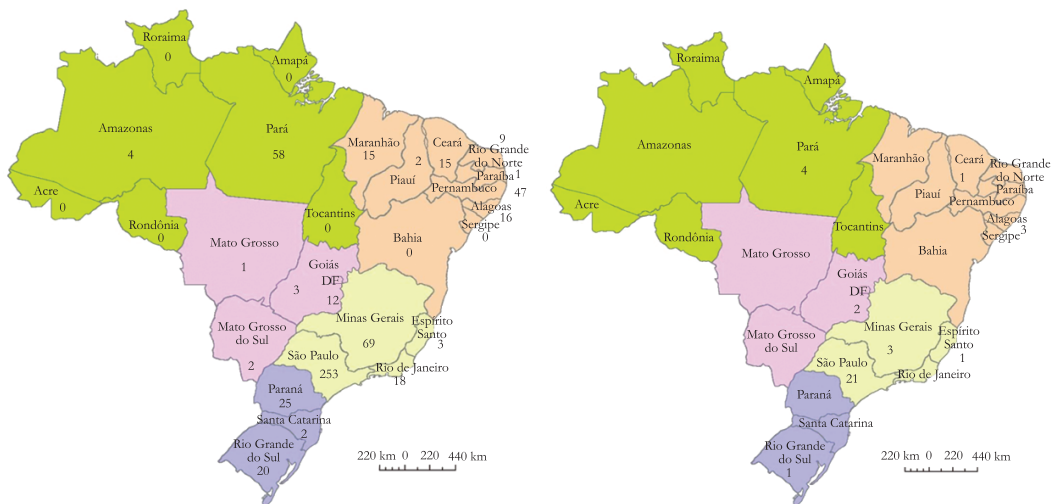 Roraima
0
Amapá
0
Amazonas
4
Pará
58
Acre
0
Rondônia
0
Tocantins
0
Maranhão
15
2
Piauí
Ceará
15
9
Rio Grande
do Norte
1
Paraíba
Pernambuco
47
Alagoas
16
Sergipe
0
Bahia
0
Mato Grosso
1
Goiás
3
DF
12
Mato Grosso
do Sul
2
Minas Gerais
69
Espírito
Santo
3
São Paulo
253
Rio de Janeiro
18
Paraná
25
Santa Catarina
2
Rio Grande
do Sul
20
220 km 0 220 440 km
Roraima
Amapá
Amazonas
Pará
4
Acre
Rondônia
Tocantins
Maranhão
Piauí
Ceará
1
Rio Grande
do Norte
Paraíba
Pernambuco
Alagoas
Sergipe
3
Bahia
Mato Grosso
Goiás
DF
2
Mato Grosso
do Sul
Minas Gerais
3
Espírito
Santo
1
São Paulo
21
Rio de Janeiro
Paraná
Santa Catarina
Rio Grande
do Sul
1
220 km 0 220 440 km